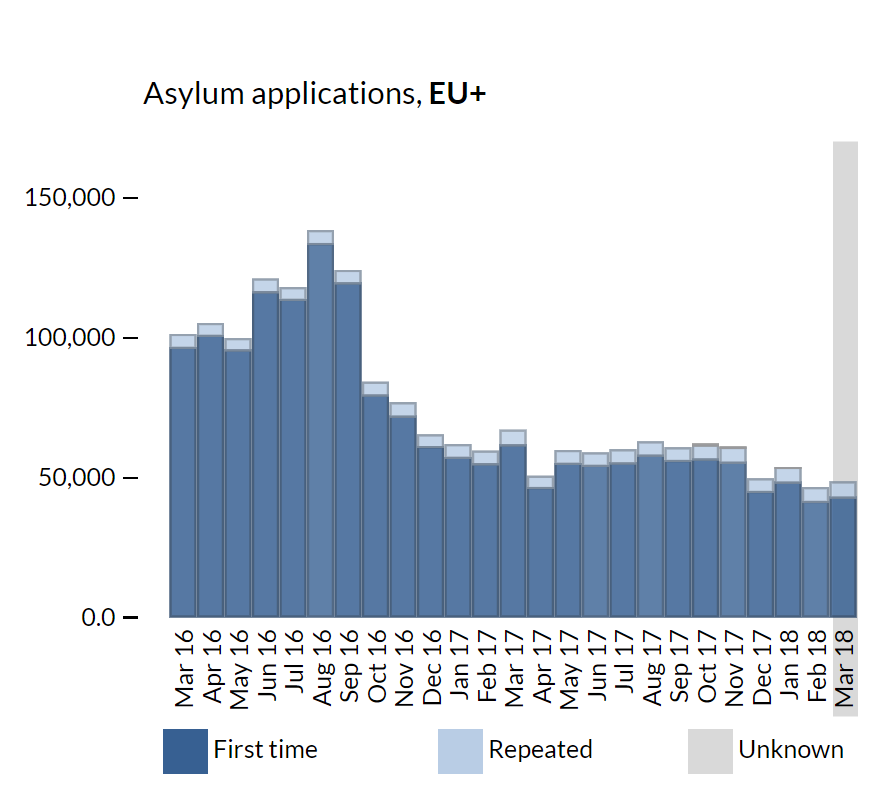 Asylum applications, EU+
150,000
100,000
50,000
0.0
Mar 16
Apr 16
May 16
Jun 16
Jul 16
Aug 16
Sep 16
Oct 16
Nov 16
Dec 16
Jan 17
Feb 17
Mar 17
Apr 17
May 17
Jun 17
Jul 17
Aug 17
Sep 17
Oct 17
Nov 17
Dec 17
Jan 18
Feb 18
Mar 18
First time
Repeated
Unknown